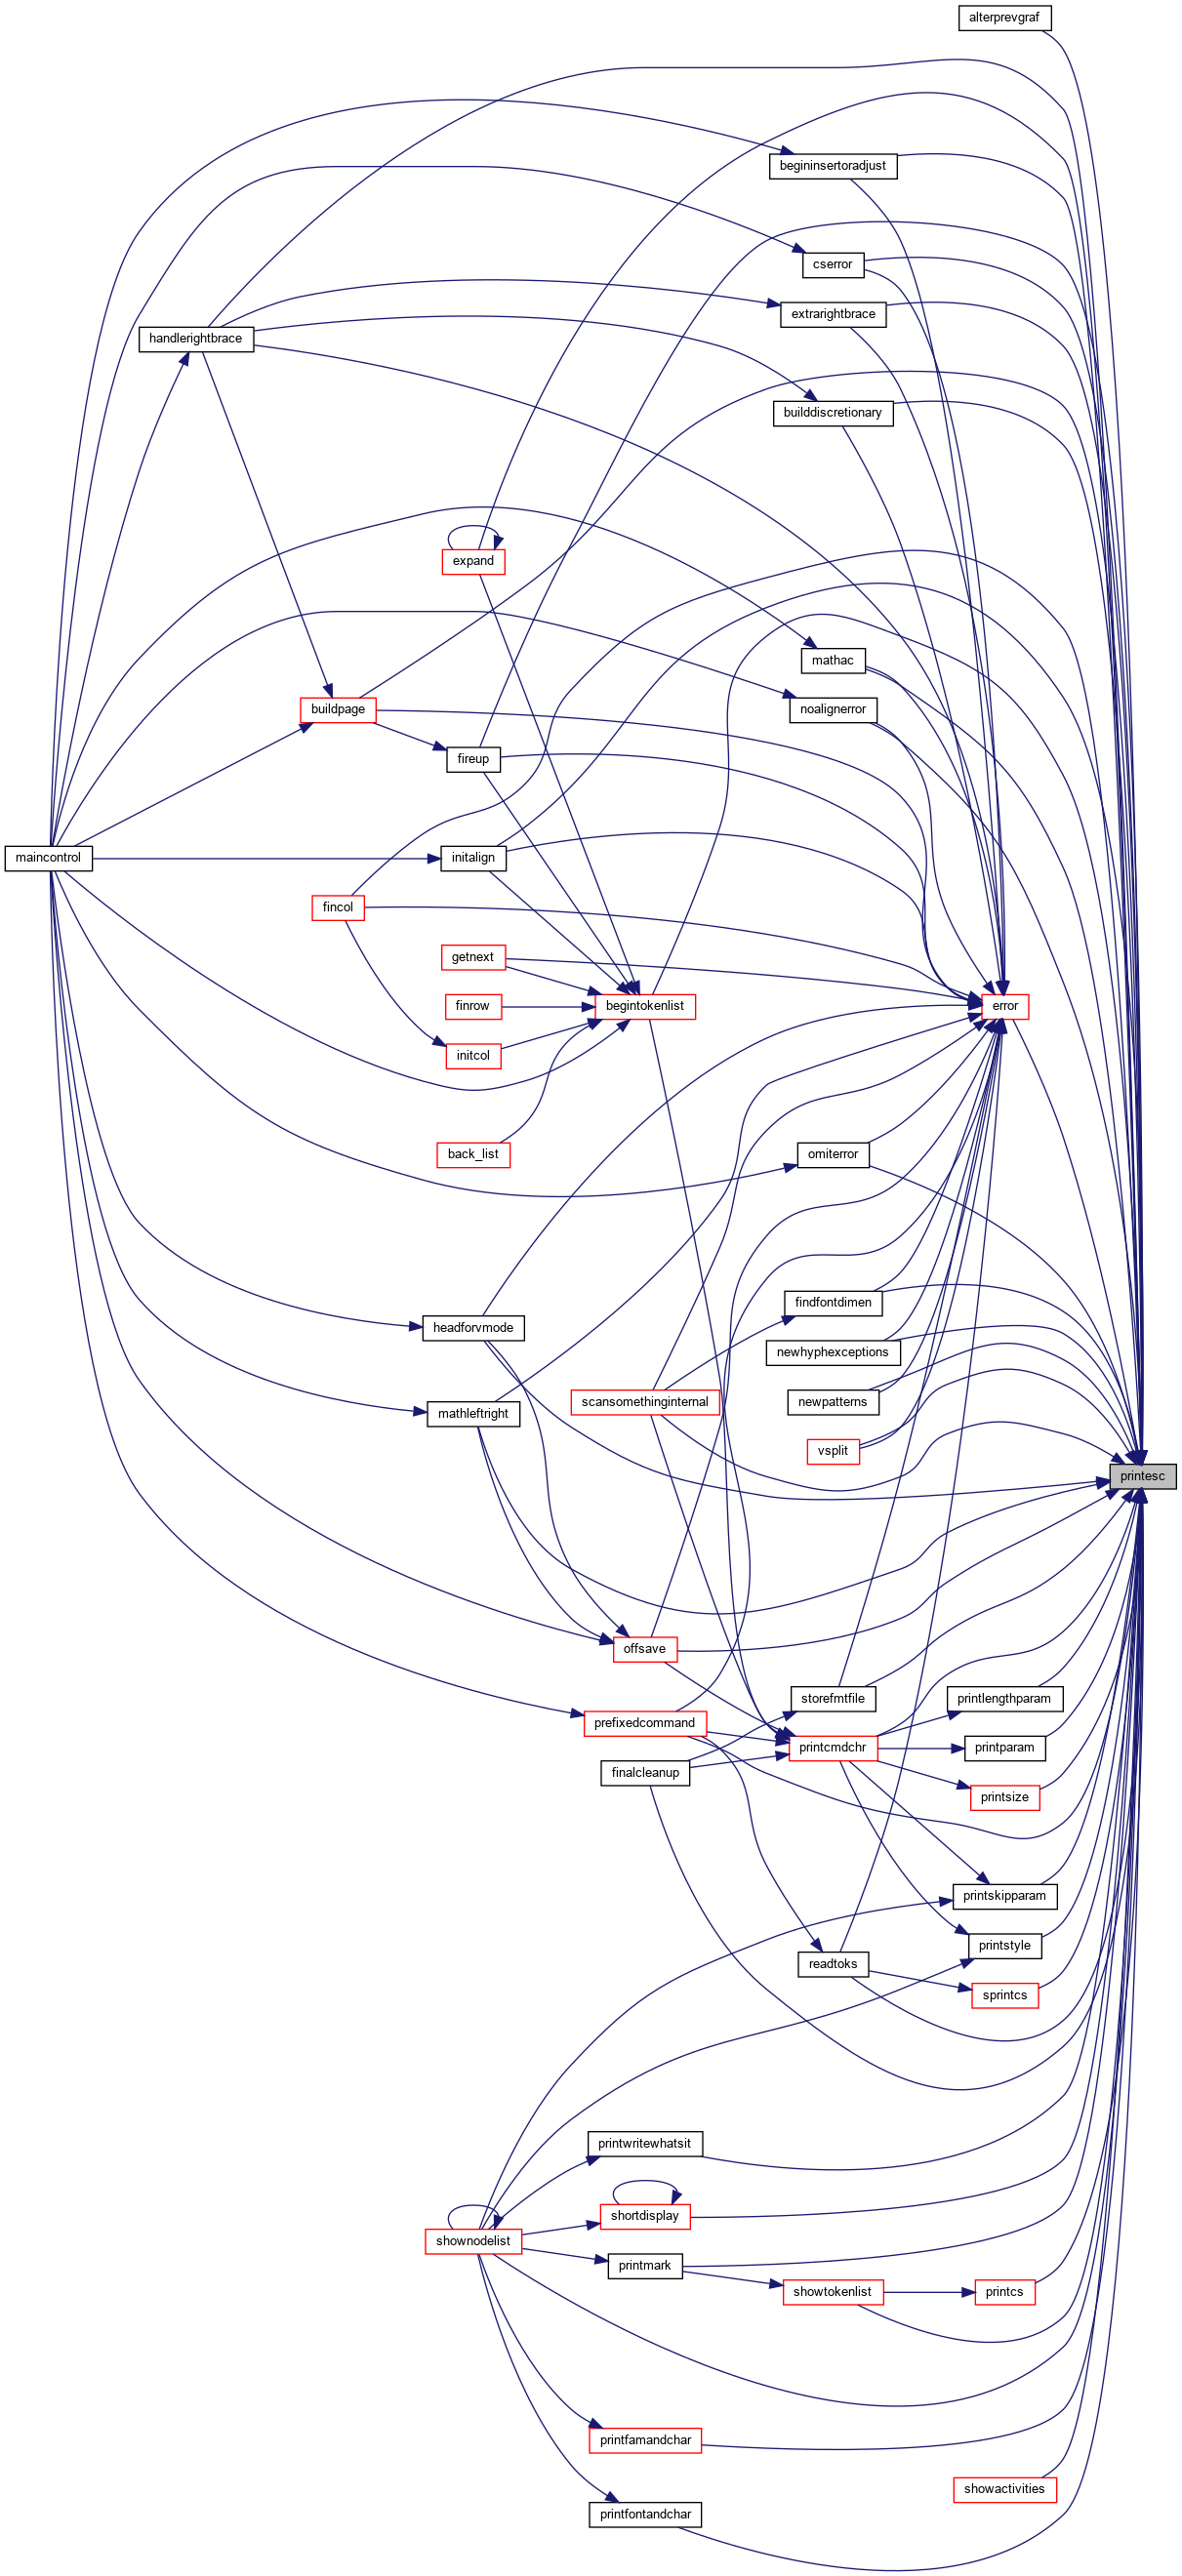 alterprevgraf
begininsertoradjust
cserror
extrarightbrace
handlerightbrace
builddiscretionary
expand
mathac
buildpage
noalignerror
fireup
maincontrol
initalign
fincol
getnext
finrow
begintokenlist
error
initcol
back_list
omiterror
findfontdimen
headforvmode
newhyphexceptions
scansomethinginternal
newpatterns
mathleftright
vsplit
printesc
offsave
storefmtfile
printlengthparam
prefixedcommand
printcmdchr
printparam
finalcleanup
printsize
printskipparam
printstyle
readtoks
sprintcs
printwritewhatsit
shortdisplay
shownodelist
printmark
showtokenlist
printcs
printfamandchar
showactivities
printfontandchar